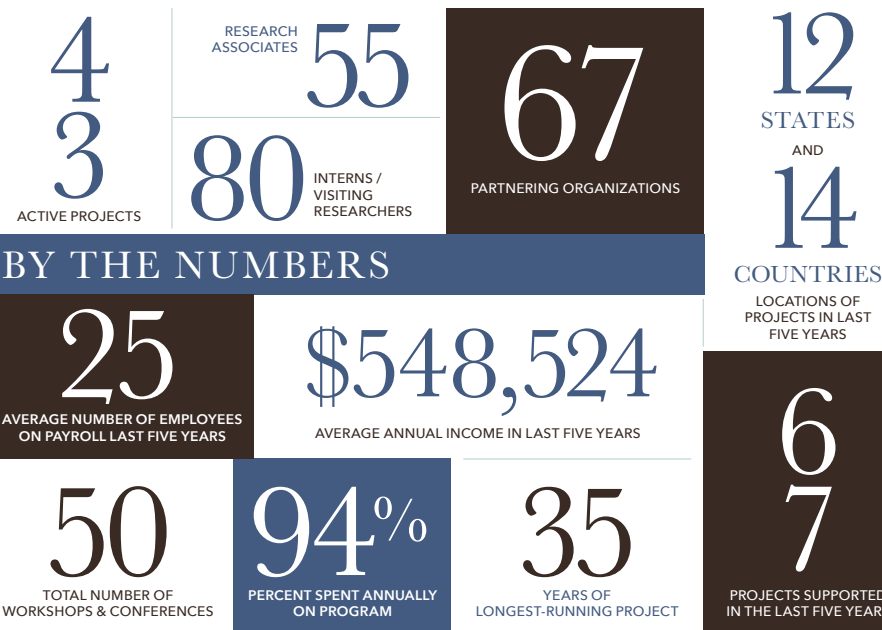 4
3
ACTIVE PROJECTS
RESEARCH
ASSOCIATES
55
80
INTERNS /
VISITING
RESEARCHERS
67
PARTNERING ORGANIZATIONS
12
STATES
AND
14
COUNTRIES
LOCATIONS OF
PROJECTS IN LAST
FIVE YEARS
BY THE NUMBERS
25
AVERAGE NUMBER OF EMPLOYEES
ON PAYROLL LAST FIVE YEARS
$548,524
AVERAGE ANNUAL INCOME IN LAST FIVE YEARS
50
TOTAL NUMBER OF
WORKSHOPS & CONFERENCES
94%
PERCENT SPENT ANNUALLY
ON PROGRAM
35
YEARS OF
LONGEST-RUNNING PROJECT
6
7
PROJECTS SUPPORTED
IN THE LAST FIVE YEAR